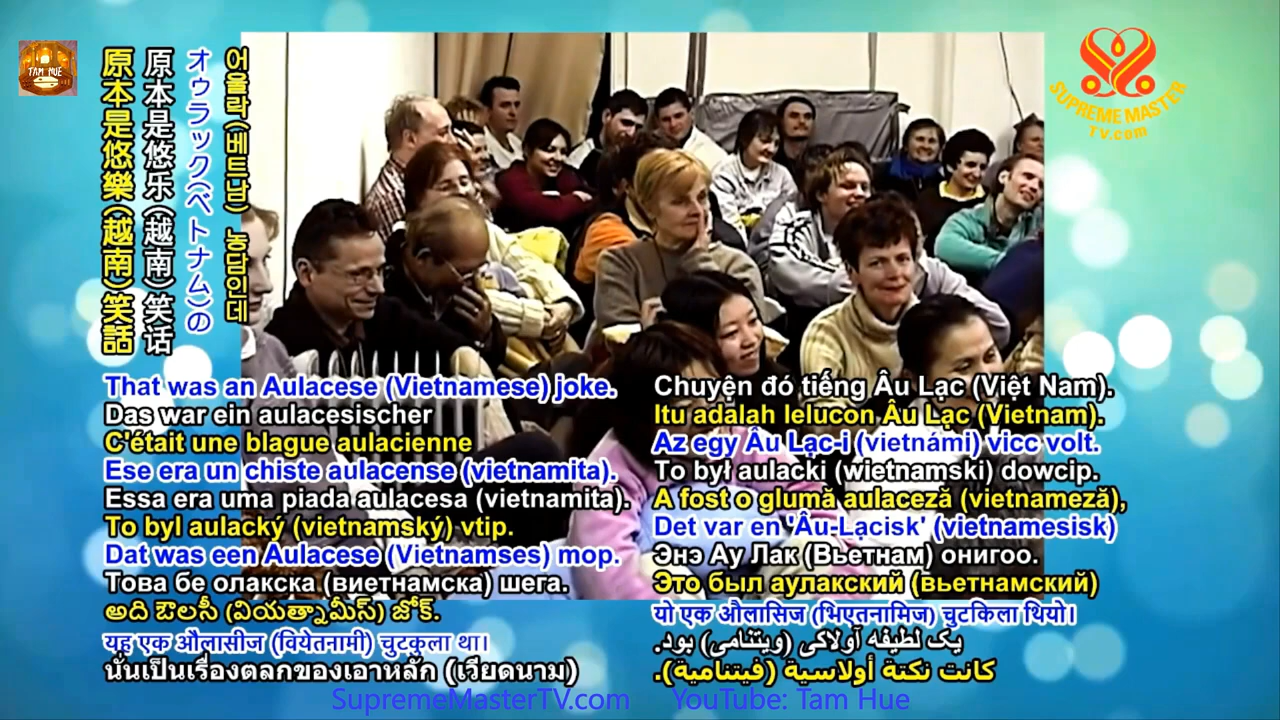 TAM HUE
原本是悠樂(越南)笑話
原本是悠乐(越南)笑话
オゥラック(ベトナム)の
어울락(베트남) 농담인데
SUPREME MASTER
TV.com
That was an Aulacese (Vietnamese) joke.
Das war ein aulacesischer
C'était une blague aulacienne
Ese era un chiste aulacense (vietnamita).
Essa era uma piada aulacesa (vietnamita).
To byl aulacký (vietnamský) vtip.
Dat was een Aulacese (Vietnamses) mop.
Това бе олакска (виетнамска) шега.
అది ఔలసీ (వియత్నామీస్) జోక్.
यह एक औलासीज (वियेतनामी) चुटकुला था।
นั่นเป็นเรื่องตลกของเอาหลัก (เวียดนาม)
Chuyện đó tiếng Âu Lạc (Việt Nam).
Itu adalah lelucon Âu Lạc (Vietnam).
Az egy Âu Lạc-i (vietnámi) vicc volt.
To był aulacki (wietnamski) dowcip.
A fost o glumă aulaceză (vietnameză),
Det var en 'Âu-Lạcisk' (vietnamesisk)
Энэ Ау Лак (Вьетнам) онигоо.
Это был аулакский (вьетнамский)
यो एक औलासिज (भिएतनामिज) चुटकिला थियो।
یک لطیفه آولاکی (ویتنامی) بود.
كانت نكتة أولاسية (فيتنامية).
SupremeMasterTV.com
YouTube: Tam Hue